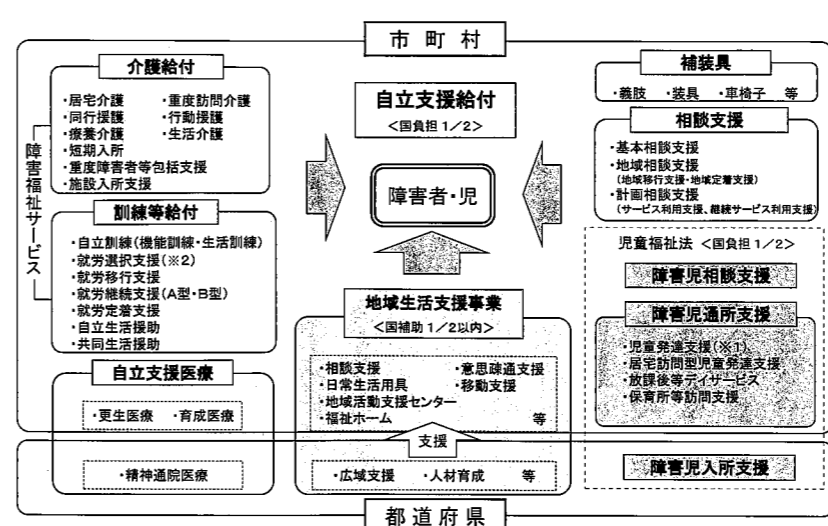 市町村
介護給付
・居宅介護 ・重度訪問介護
・同行援護 ・行動援護
・療養介護 ・生活介護
・短期入所
・重度障害者等包括支援
・施設入所支援
障害福祉サービス
訓練等給付
・自立訓練(機能訓練・生活訓練)
・就労選択支援(※2)
・就労移行支援
・就労継続支援(A型・B型)
・就労定着支援
・自立生活援助
・共同生活援助
自立支援医療
・更生医療 ・育成医療
・精神通院医療
自立支援給付
<国負担1/2>
障害者・児
地域生活支援事業
<国補助1/2以内>
・相談支援 ・意思疎通支援
・日常生活用具 ・移動支援
・地域活動支援センター
・福祉ホーム 等
支援
・広域支援 ・人材育成 等
補装具
・義肢 ・装具 ・車椅子 等
相談支援
・基本相談支援
・地域相談支援
(地域移行支援・地域定着支援)
・計画相談支援
(サービス利用支援、継続サービス利用支援)
児童福祉法 <国負担1/2>
障害児相談支援
障害児通所支援
・児童発達支援(※1)
・居宅訪問型児童発達支援
・放課後等デイサービス
・保育所等訪問支援
障害児入所支援
都道府県